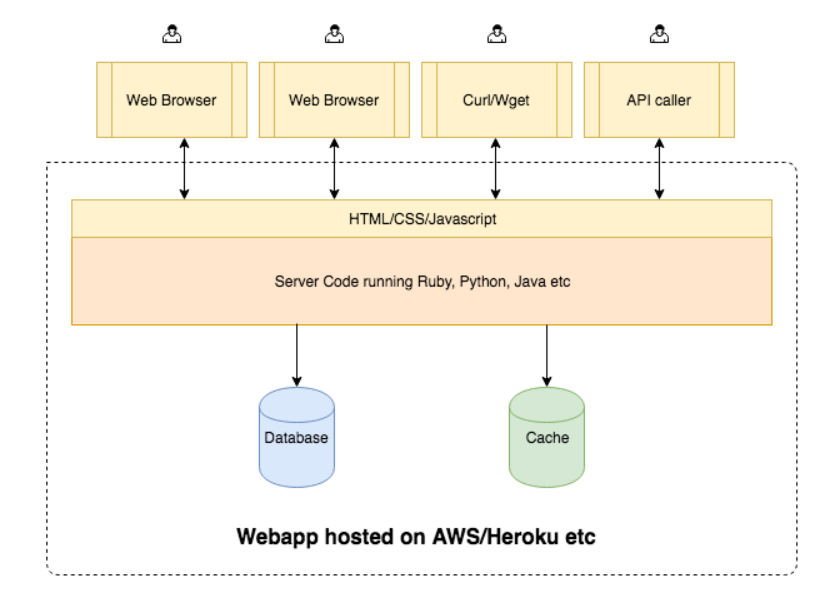 Web Browser
Web Browser
Curl/Wget
API caller
HTML/CSS/Javascript
Server Code running Ruby, Python, Java etc
Database
Cache
Webapp hosted on AWS/Heroku etc